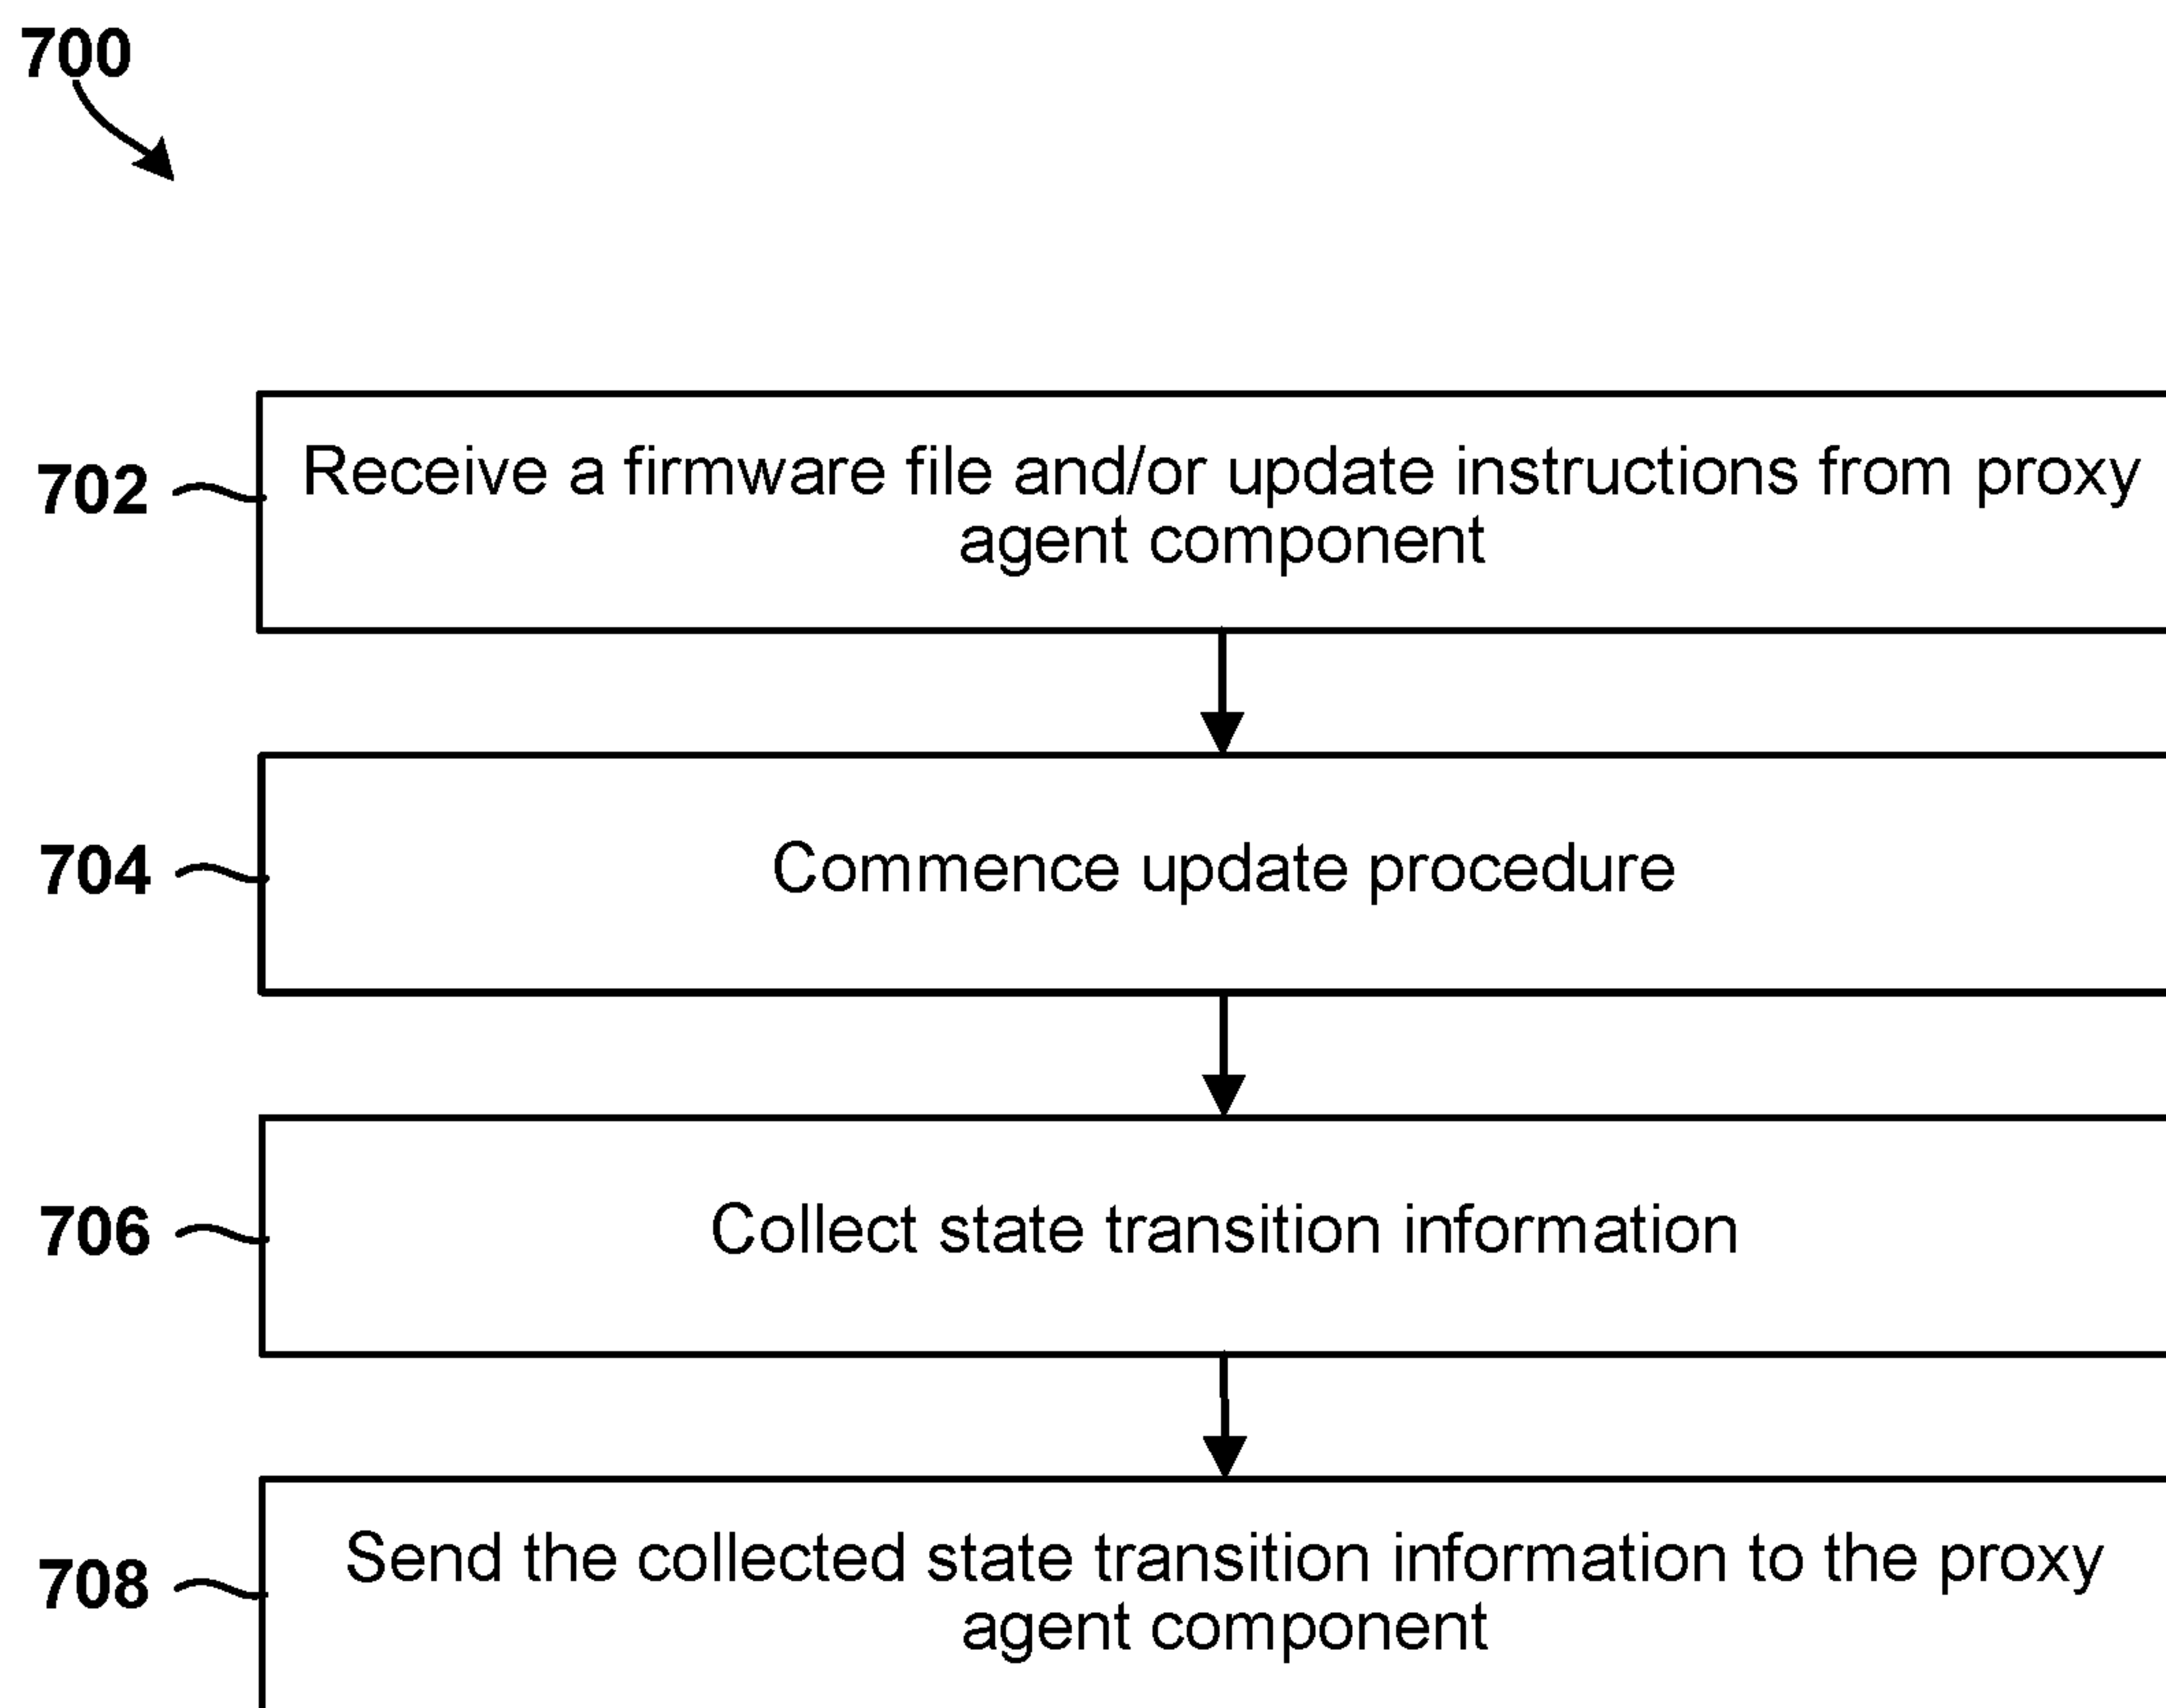 700
702
Receive a firmware file and/or update instructions from proxy
agent component
704
Commence update procedure
706
Collect state transition information
708
Send the collected state transition information to the proxy
agent component